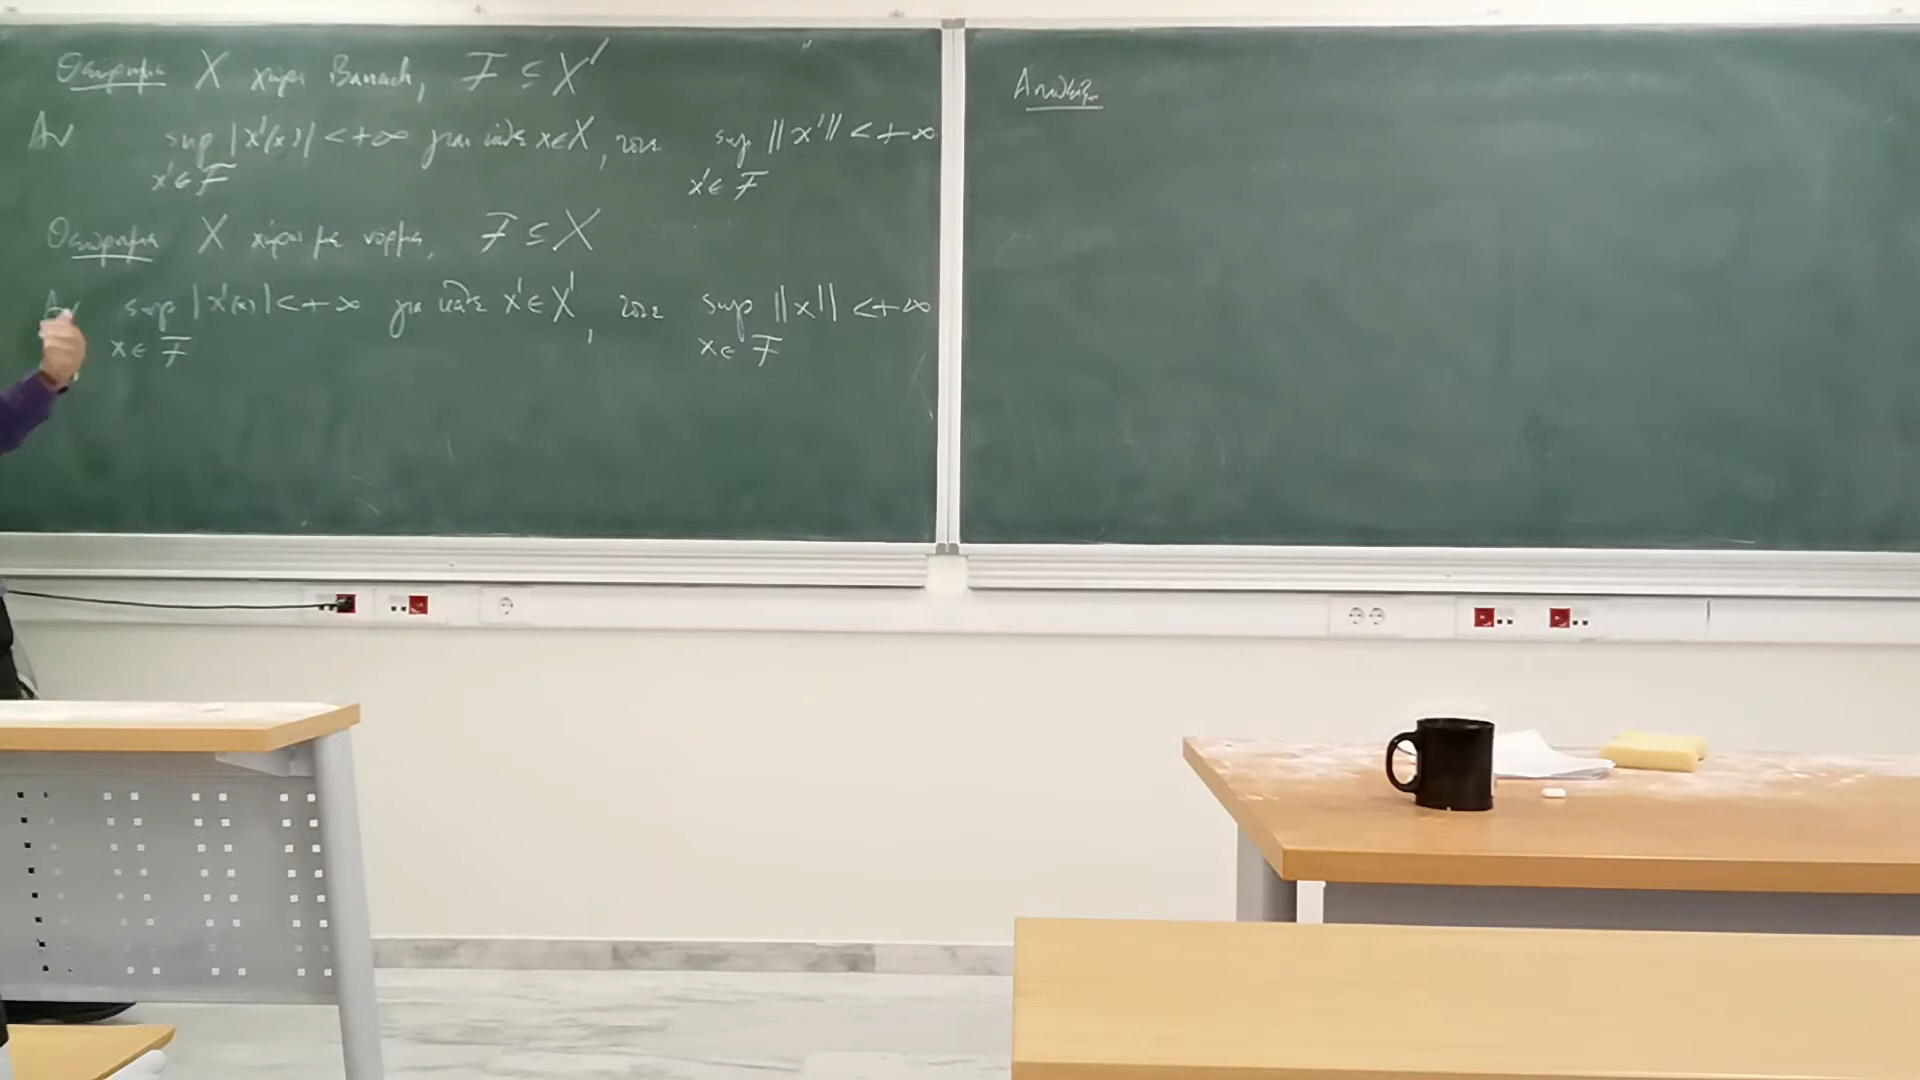 Θεώρημα X χώρος Banach, F ⊆ X'
Αν sup |x'(x)| < +∞ για κάθε x∈X, τότε sup ||x'|| < +∞
x'∈F x'∈F
Θεώρημα X χώρος με νόρμα, F ⊆ X
Αν sup |x'(x)| < +∞ για κάθε x'∈X', τότε sup ||x|| < +∞
x∈F x∈F
Απόδειξη